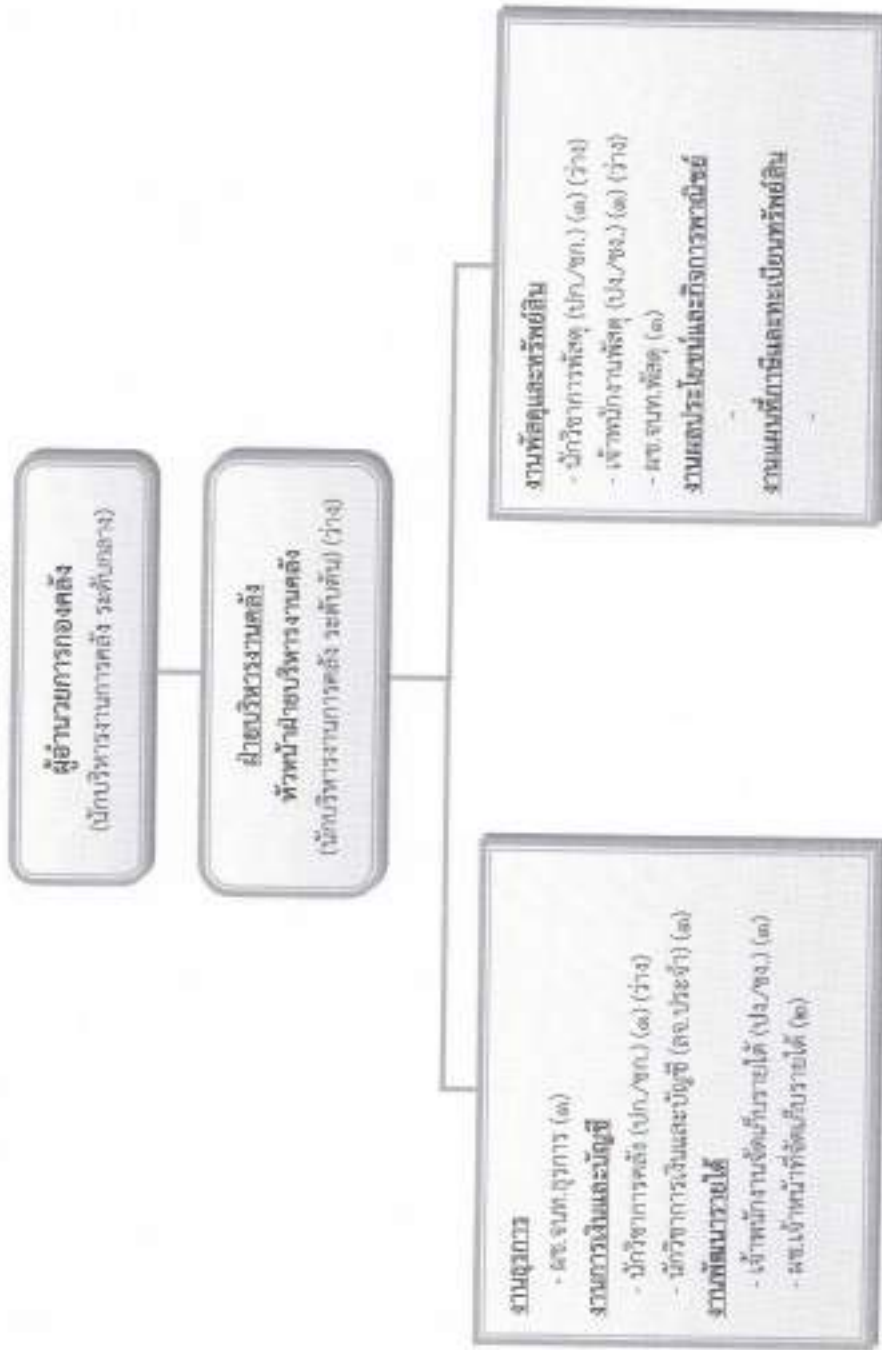 ผู้อำนวยการกองคลัง
(นักบริหารงานการคลัง ระดับกลาง)
ฝ่ายบริหารงานคลัง
หัวหน้าฝ่ายบริหารงานคลัง
(นักบริหารงานการคลัง ระดับต้น) (ว่าง)
งานธุรการ
- ผช.จนท.ธุรการ (๑)
งานการเงินและบัญชี
- นักวิชาการคลัง (ปก./ชก.) (๑) (ว่าง)
- นักวิชาการเงินและบัญชี (ลจ.ประจำ) (๑)
งานพัฒนารายได้
- เจ้าพนักงานจัดเก็บรายได้ (ปง./ชง.) (๑)
- ผช.เจ้าหน้าที่จัดเก็บรายได้ (๒)
งานพัสดุและทรัพย์สิน
- นักวิชาการพัสดุ (ปก./ชก.) (๑) (ว่าง)
- เจ้าพนักงานพัสดุ (ปง./ชง.) (๑) (ว่าง)
- ผช.จนท.พัสดุ (๑)
งานผลประโยชน์และกิจการพาณิชย์
-
งานแผนที่ภาษีและทะเบียนทรัพย์สิน
-